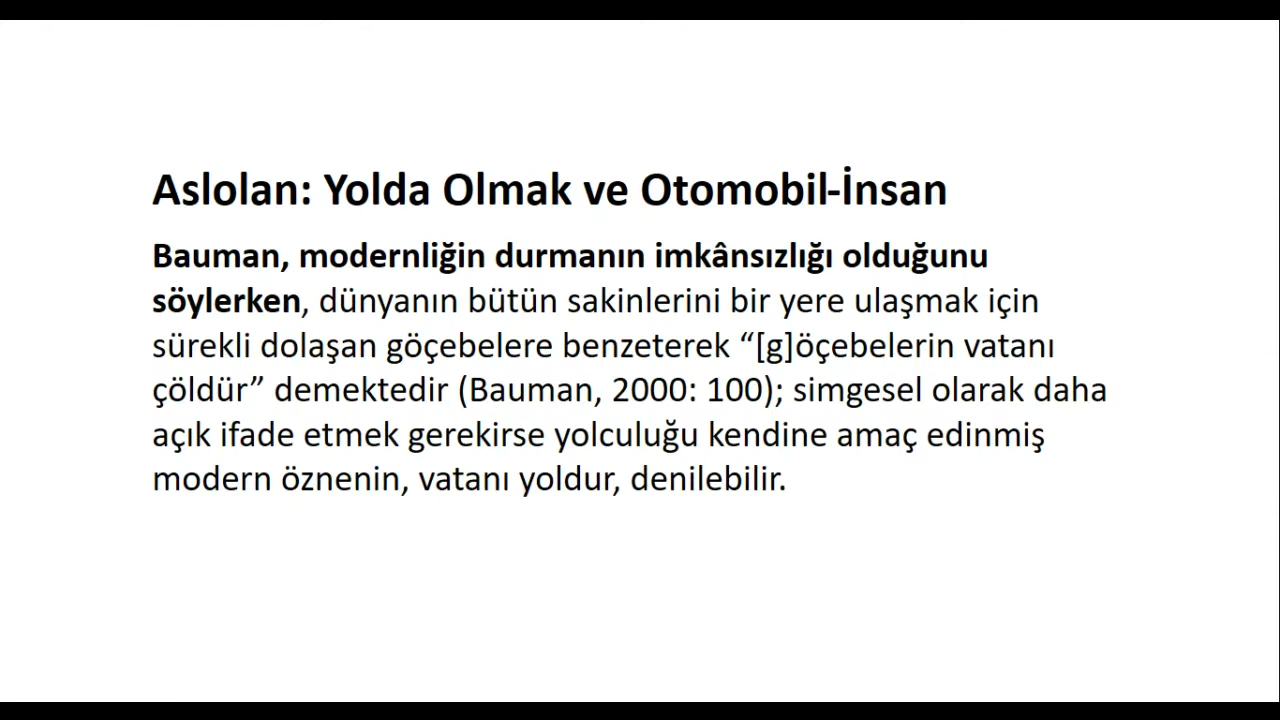 Aslolan: Yolda Olmak ve Otomobil-İnsan
Bauman, modernliğin durmanın imkânsızlığı olduğunu
söylerken, dünyanın bütün sakinlerini bir yere ulaşmak için
sürekli dolaşan göçebelere benzeterek “[g]öçebelerin vatanı
çöldür” demektedir (Bauman, 2000: 100); simgesel olarak daha
açık ifade etmek gerekirse yolculuğu kendine amaç edinmiş
modern öznenin, vatanı yoldur, denilebilir.